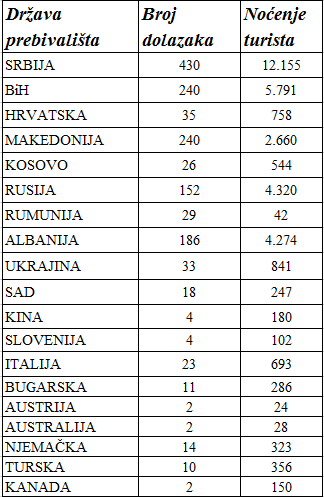 Država prebivališta Broj dolazaka Noćenje turista
SRBIJA 430 12.155
BiH 240 5.791
HRVATSKA 35 758
MAKEDONIJA 240 2.660
KOSOVO 26 544
RUSIJA 152 4.320
RUMUNIJA 29 42
ALBANIJA 186 4.274
UKRAJINA 33 841
SAD 18 247
KINA 4 180
SLOVENIJA 4 102
ITALIJA 23 693
BUGARSKA 11 286
AUSTRIJA 2 24
AUSTRALIJA 2 28
NJEMAČKA 14 323
TURSKA 10 356
KANADA 2 150